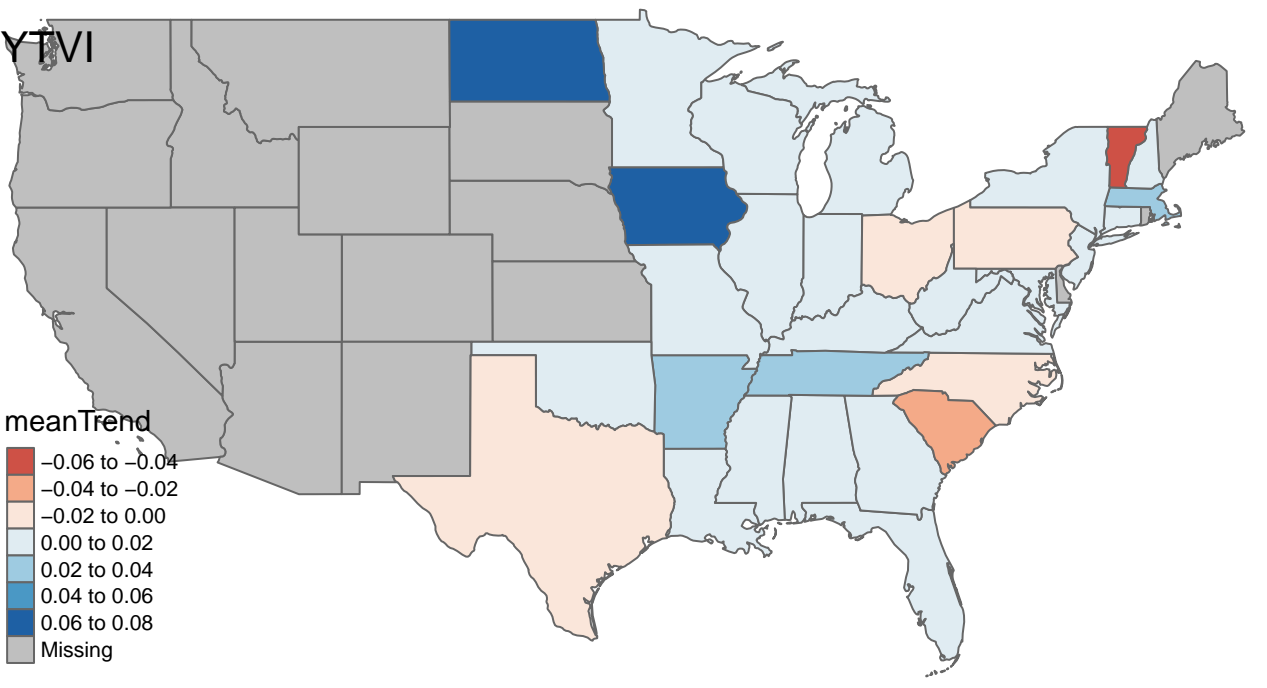 YTVI
meanTrend
−0.06 to −0.04
−0.04 to −0.02
−0.02 to 0.00
0.00 to 0.02
0.02 to 0.04
0.04 to 0.06
0.06 to 0.08
Missing